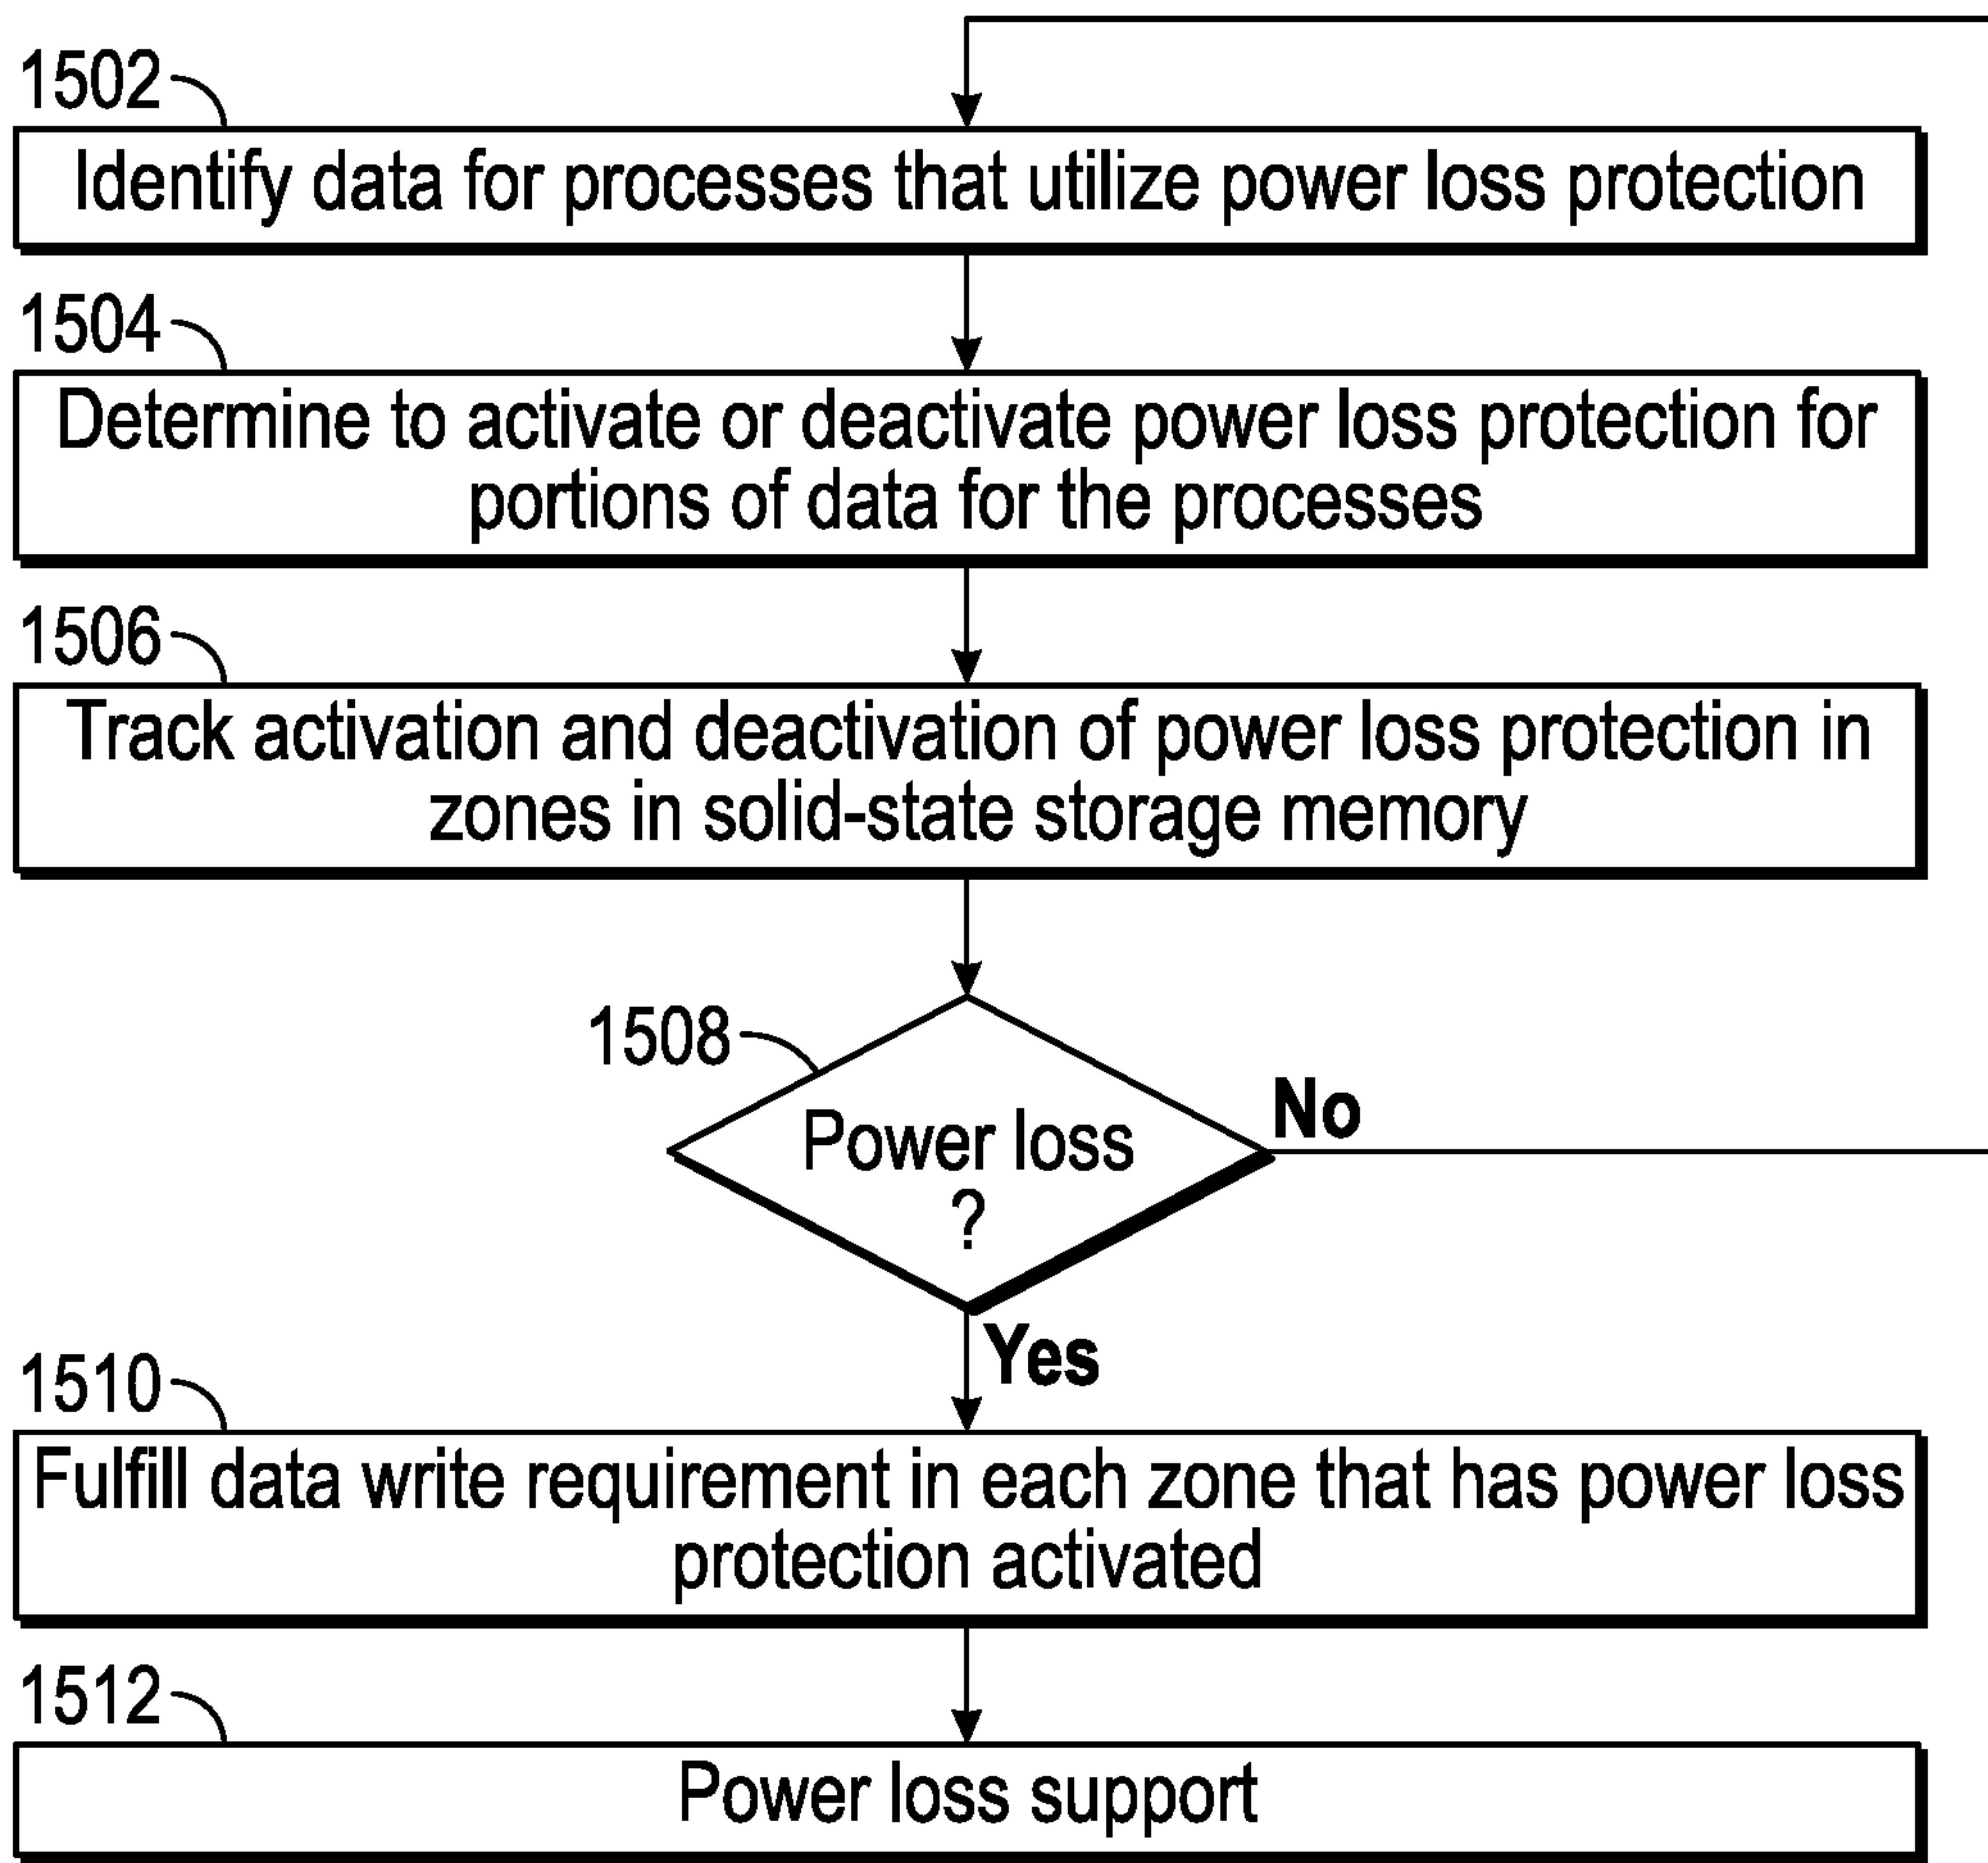 1502
Identify data for processes that utilize power loss protection
1504
Determine to activate or deactivate power loss protection for
portions of data for the processes
1506
Track activation and deactivation of power loss protection in
zones in solid-state storage memory
1508
Power loss
?
No
Yes
1510
Fulfill data write requirement in each zone that has power loss
protection activated
1512
Power loss support